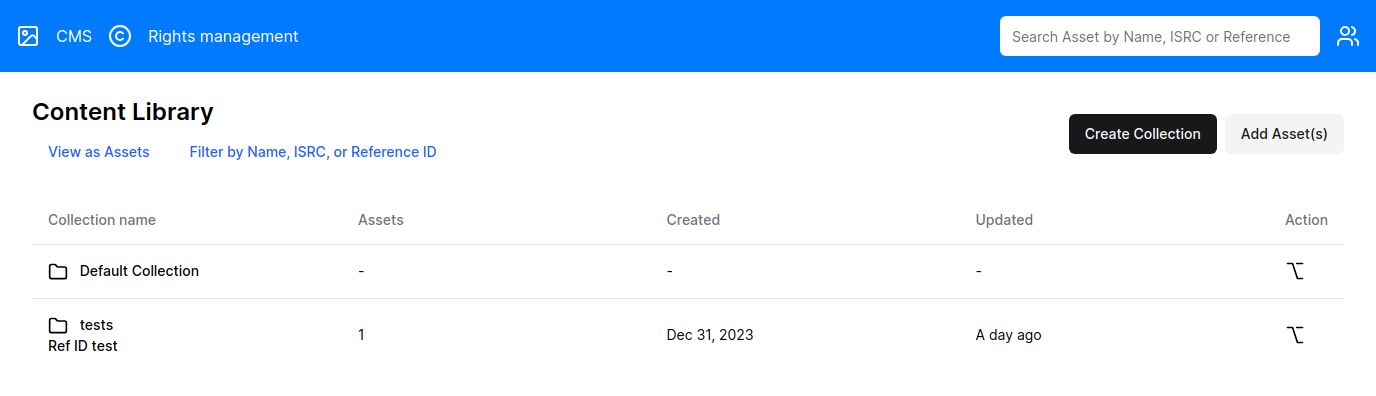 CMS Rights management Search Asset by Name, ISRC or Reference
Content Library
Create Collection Add Asset(s)
View as Assets Filter by Name, ISRC, or Reference ID
Collection name Assets Created Updated Action
Default Collection - - -
tests
Ref ID test 1 Dec 31, 2023 A day ago